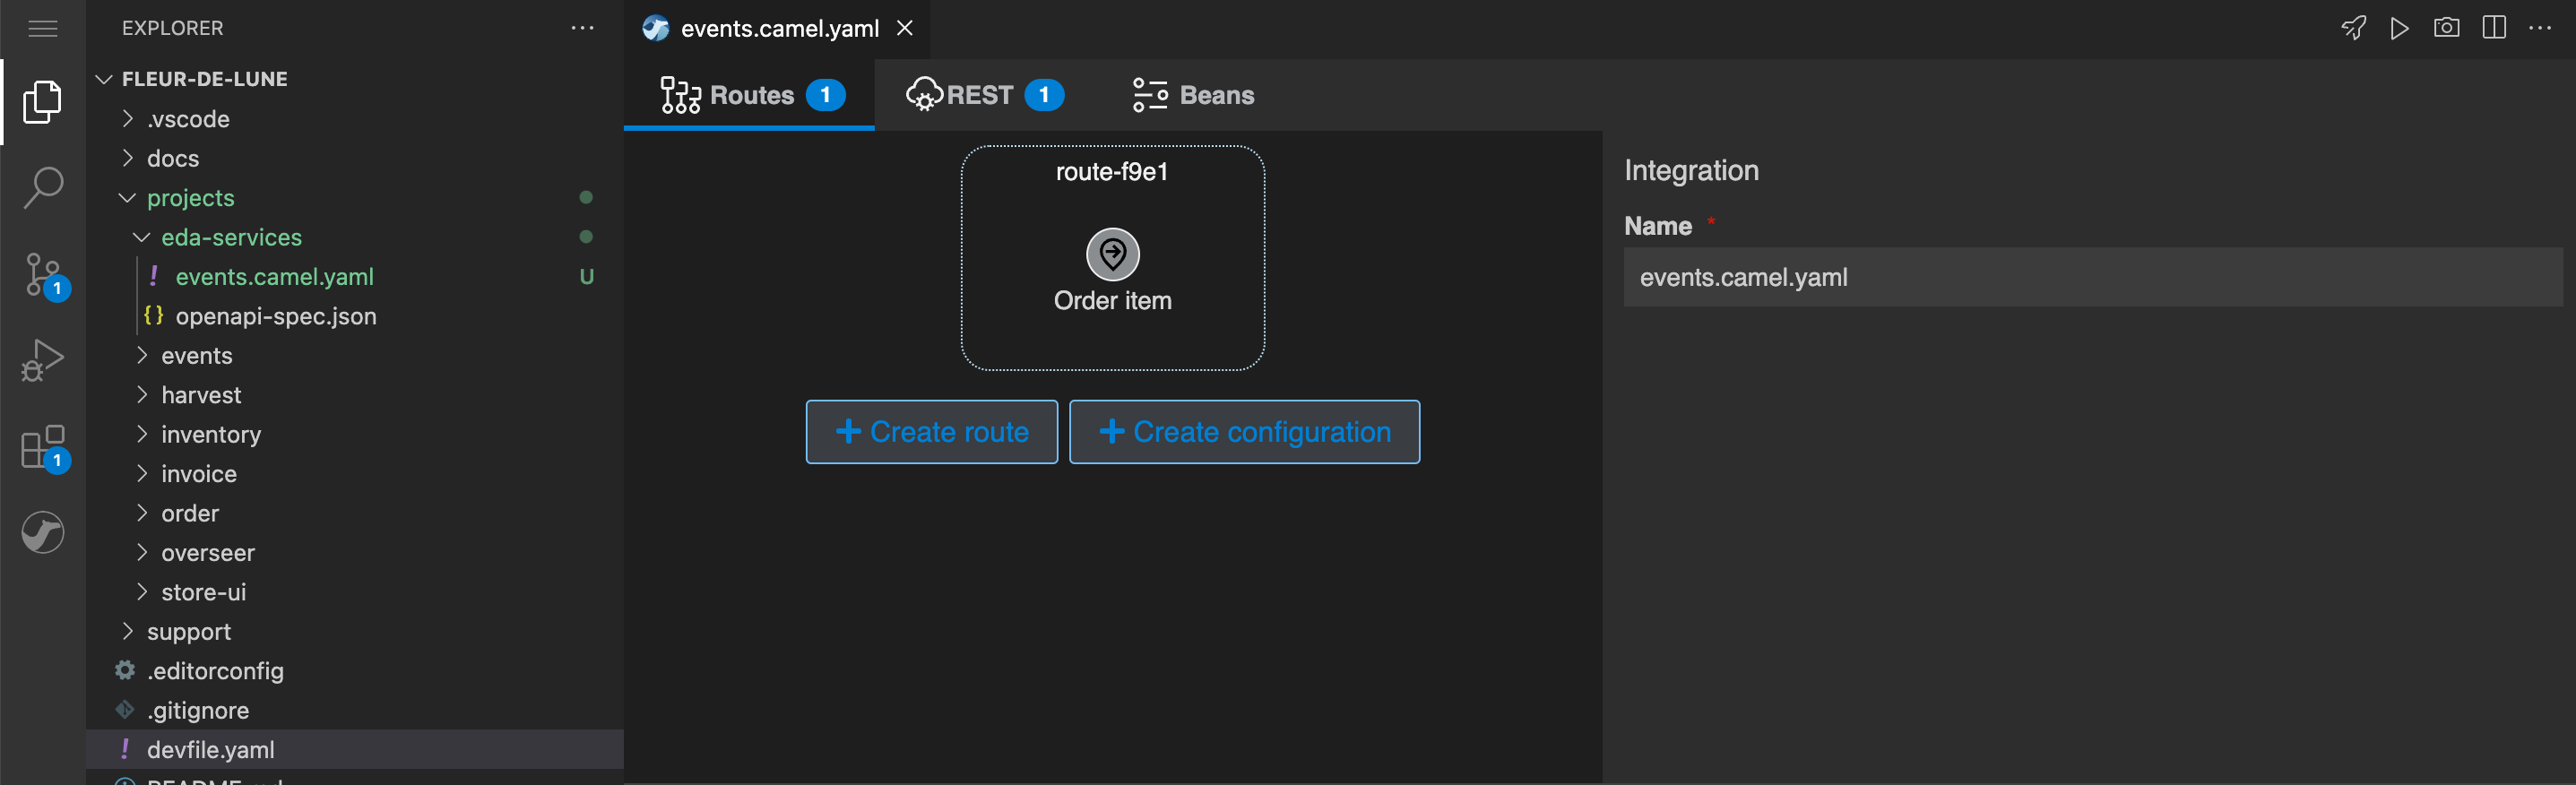 EXPLORER
FLEUR-DE-LUNE
.vscode
docs
projects
eda-services
! events.camel.yaml U
{} openapi-spec.json
events
harvest
inventory
invoice
order
overseer
store-ui
support
.editorconfig
.gitignore
! devfile.yaml
1
1
events.camel.yaml
Routes 1 REST 1 Beans
route-f9e1
Order item
+ Create route + Create configuration
Integration
Name *
events.camel.yaml